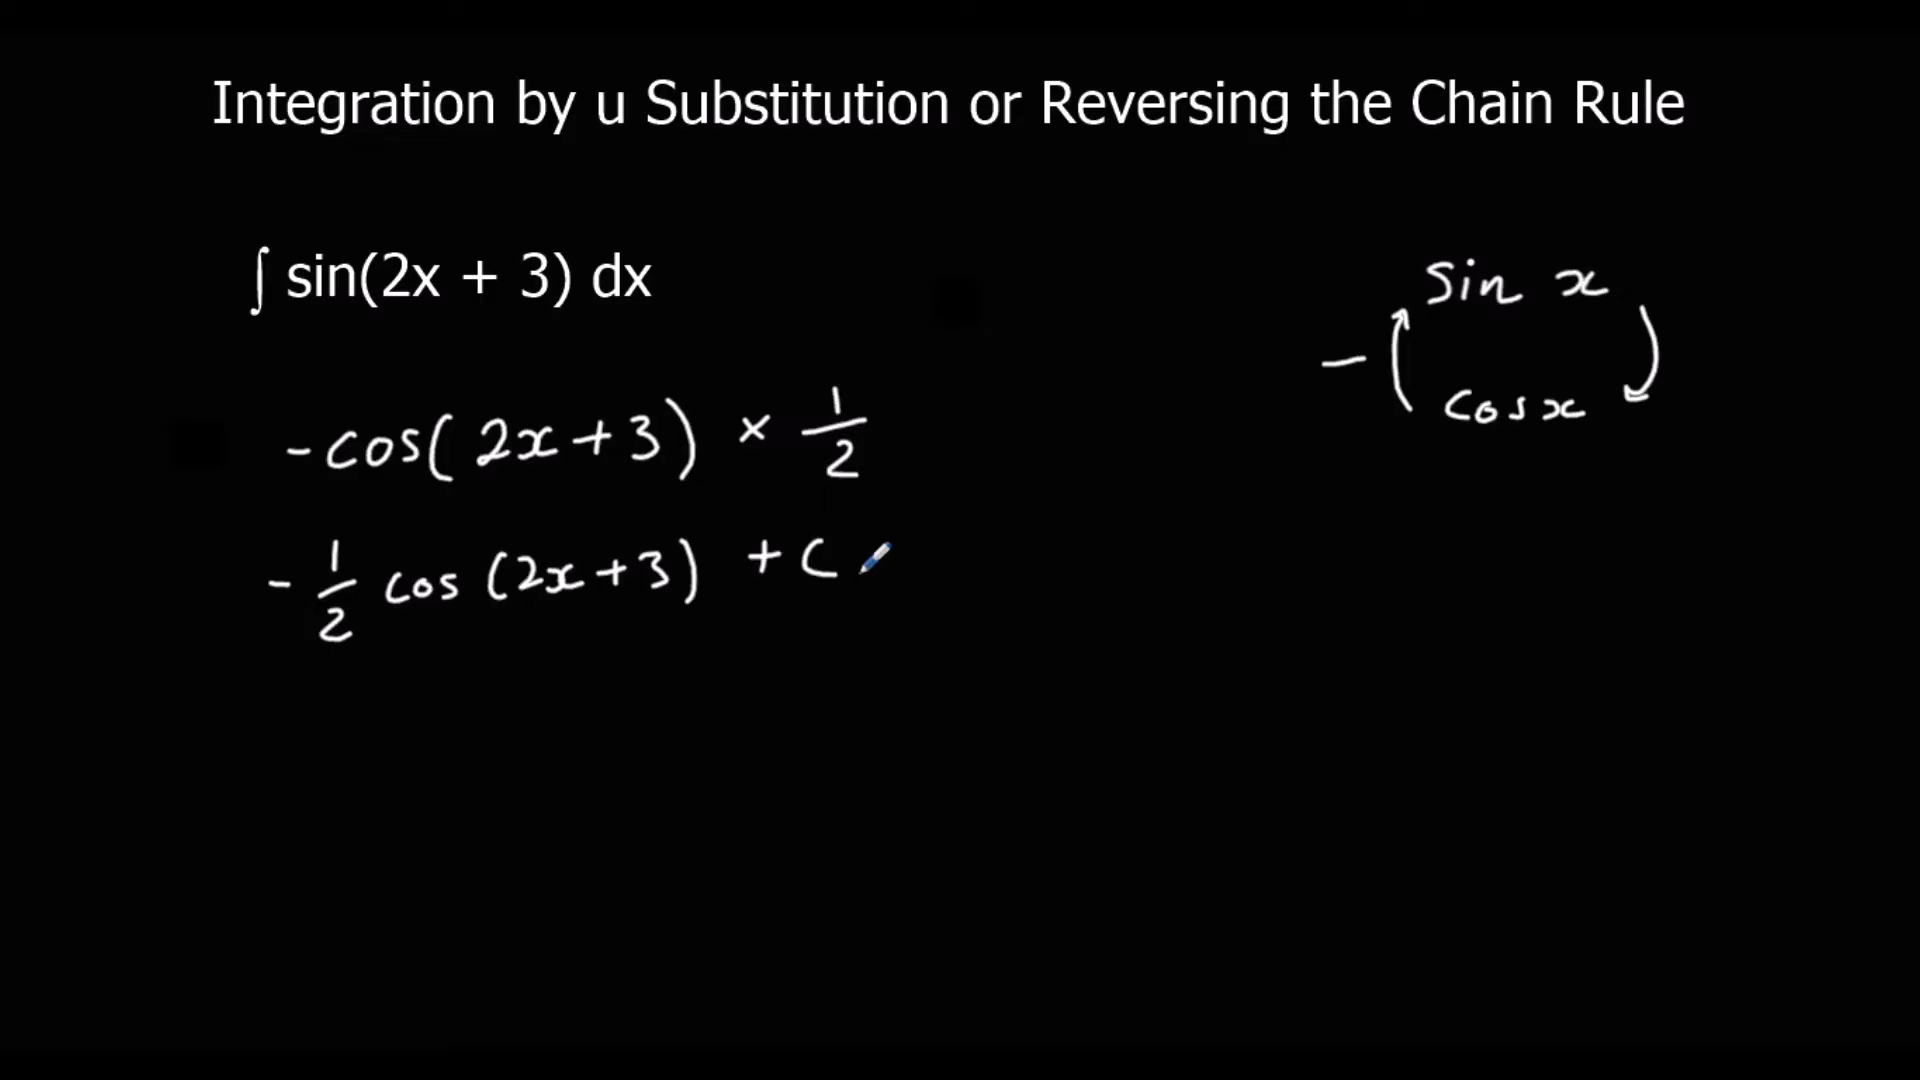 Integration by u Substitution or Reversing the Chain Rule
∫ sin(2x + 3) dx
-cos(2x+3) × 1/2
-1/2 cos(2x+3) + C
sin x
-
cos x